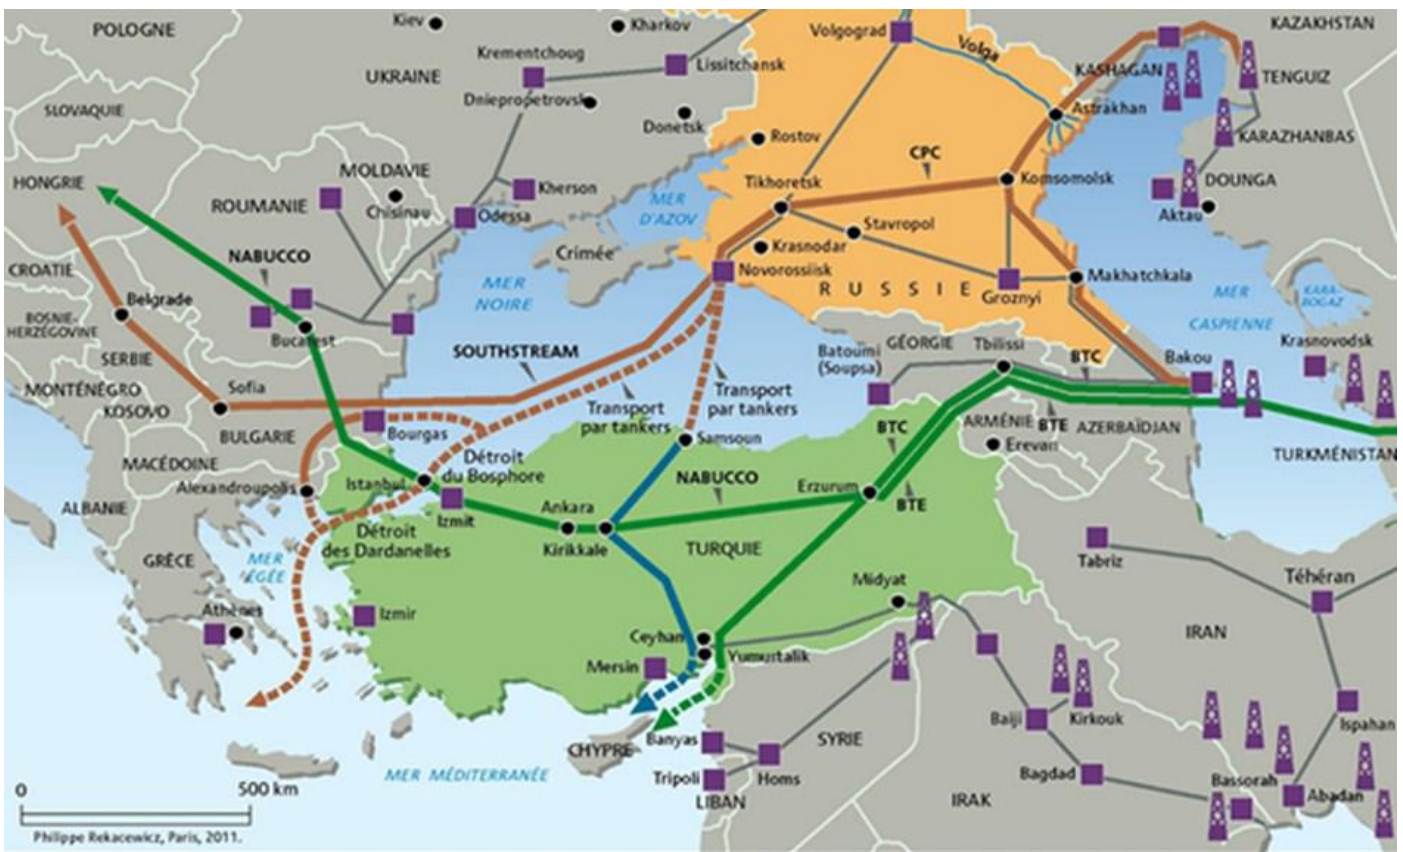 POLOGNE
Kiev
Kharkov
Volgograd
Volga
KAZAKHSTAN
Krementchoug
Lissitchansk
UKRAINE
KASHAGAN
TENGUIZ
SLOVAQUIE
Dniepropetrovsk
Donetsk
Astrakhan
Rostov
KARAZHANBAS
CPC
MOLDAVIE
HONGRIE
Tikhoretsk
Komsomolsk
DOUNGA
Kherson
MER
D'AZOV
ROUMANIE
Chisinau
Odessa
Stavropol
Aktau
Krasnodar
Crimée
NABUCCO
CROATIE
Novorossiisk
Makhatchkala
MER
NOIRE
RUSSIE
Groznyi
MER
CASPIENNE
KARA-
BOGAZ
Belgrade
BOSNIE-
HERZÉGOVINE
Bucarest
SERBIE
SOUTHSTREAM
Batoumi
(Soupsa)
GÉORGIE
Tbilissi
BTC
Bakou
Krasnovodsk
MONTÉNÉGRO
KOSOVO
Sofia
Transport
par tankers
Transport
par tankers
BULGARIE
Bourgas
ARMÉNIE
BTE
AZERBAÏDJAN
Erevan
BTC
Samsoun
MACÉDOINE
Détroit
du Bosphore
TURKMÉNISTAN
Alexandroupolis
Istanbul
NABUCCO
Erzurum
BTE
ALBANIE
Izmit
Ankara
Kirikkale
Détroit
des Dardanelles
TURQUIE
GRÈCE
MER
ÉGÉE
Tabriz
Téhéran
Midyat
Athènes
Izmir
Ceyhan
IRAN
Mersin
Yumurtalik
Baiji
Kirkouk
Ispahan
CHYPRE
Banyas
SYRIE
MER MÉDITERRANÉE
Tripoli
Homs
Bagdad
Bassorah
Abadan
LIBAN
IRAK
0
500 km
Philippe Rekacewicz, Paris, 2011.